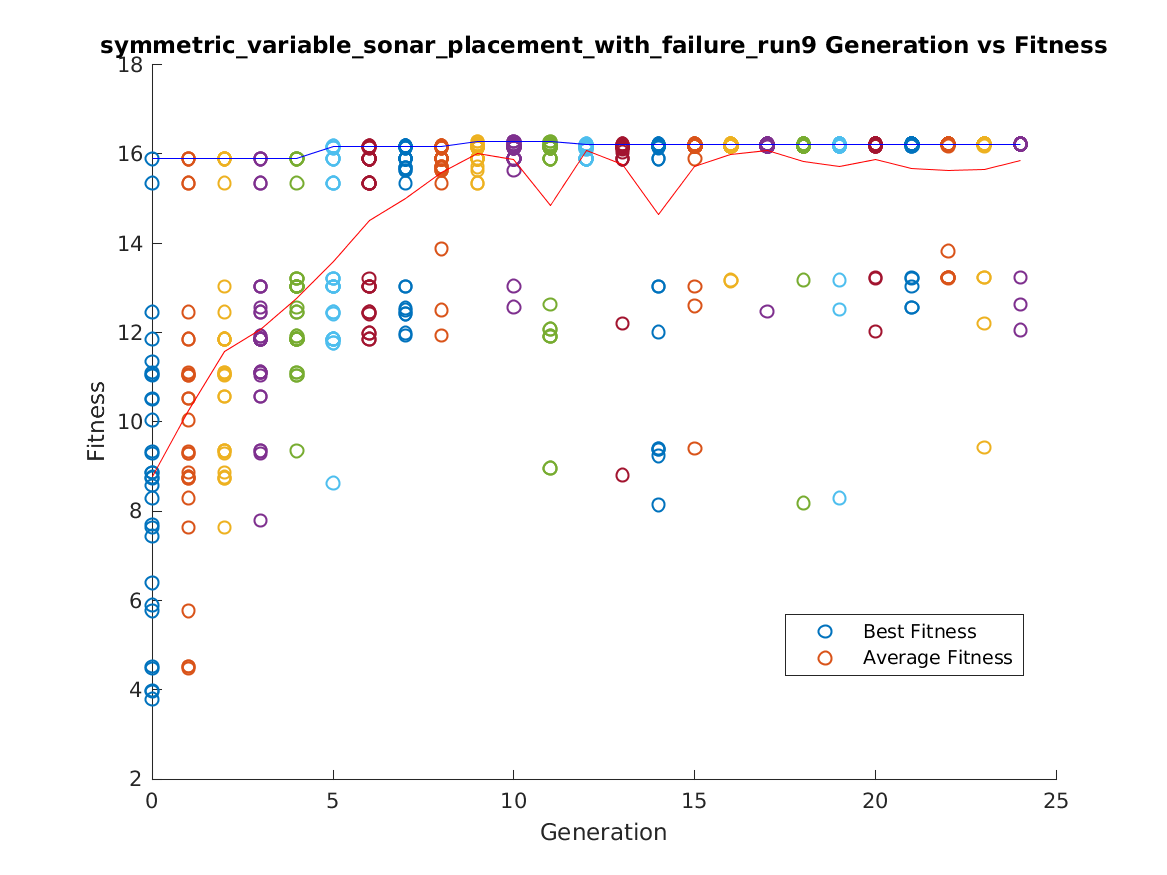 symmetric_variable_sonar_placement_with_failure_run9 Generation vs Fitness
18
16
14
12
10
8
6
4
2
Fitness
Best Fitness
Average Fitness
0 5 10 15 20 25
Generation